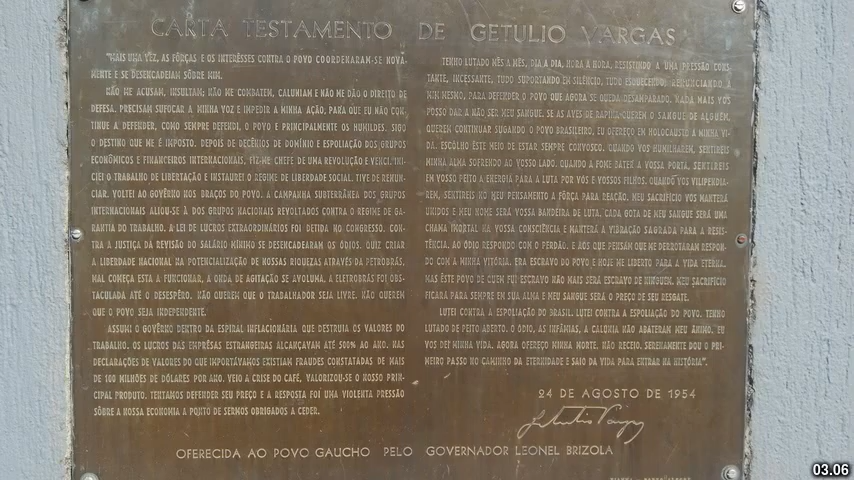 CARTA TESTAMENTO DE GETULIO VARGAS
"MAIS UMA VEZ, AS FÔRÇAS E OS INTERÊSSES CONTRA O POVO COORDENARAM-SE NOVA-
MENTE E SE DESENCADEIAM SÔBRE MIM.
NÃO ME ACUSAM, INSULTAM; NÃO ME COMBATEM, CALUNIAM E NÃO ME DÃO O DIREITO DE
DEFESA. PRECISAM SUFOCAR A MINHA VOZ E IMPEDIR A MINHA AÇÃO, PARA QUE EU NÃO CON-
TINUE A DEFENDER, COMO SEMPRE DEFENDI, O POVO E PRINCIPALMENTE OS HUMILDES. SIGO
O DESTINO QUE ME É IMPOSTO. DEPOIS DE DECÊNIOS DE DOMÍNIO E ESPOLIAÇÃO DOS GRUPOS
ECONÔMICOS E FINANCEIROS INTERNACIONAIS, FIZ-ME CHEFE DE UMA REVOLUÇÃO E VENCI. INI-
CIEI O TRABALHO DE LIBERTAÇÃO E INSTAUREI O REGIME DE LIBERDADE SOCIAL. TIVE DE RENUN-
CIAR. VOLTEI AO GOVÊRNO NOS BRAÇOS DO POVO. A CAMPANHA SUBTERRÂNEA DOS GRUPOS
INTERNACIONAIS ALIOU-SE À DOS GRUPOS NACIONAIS REVOLTADOS CONTRA O REGIME DE GA-
RANTIA DO TRABALHO. A LEI DE LUCROS EXTRAORDINÁRIOS FOI DETIDA NO CONGRESSO. CON-
TRA A JUSTIÇA DA REVISÃO DO SALÁRIO MÍNIMO SE DESENCADEARAM OS ÓDIOS. QUIZ CRIAR
A LIBERDADE NACIONAL NA POTENCIALIZAÇÃO DE NOSSAS RIQUEZAS ATRAVÉS DA PETROBRÁS.
MAL COMEÇA ESTA A FUNCIONAR, A ONDA DE AGITAÇÃO SE AVOLUMA. A ELETROBRÁS FOI OBS-
TACULADA ATÉ O DESESPÊRO. NÃO QUEREM QUE O TRABALHADOR SEJA LIVRE. NÃO QUEREM
QUE O POVO SEJA INDEPENDENTE.
ASSUMI O GOVÊRNO DENTRO DA ESPIRAL INFLACIONÁRIA QUE DESTRUIA OS VALORES DO
TRABALHO. OS LUCROS DAS EMPRÊSAS ESTRANGEIRAS ALCANÇAVAM ATÉ 500% AO ANO. NAS
DECLARAÇÕES DE VALORES DO QUE IMPORTÁVAMOS EXISTIAM FRAUDES CONSTATADAS DE MAIS
DE 100 MILHÕES DE DÓLARES POR ANO. VEIO A CRISE DO CAFÉ, VALORIZOU-SE O NOSSO PRIN-
CIPAL PRODUTO. TENTAMOS DEFENDER SEU PREÇO E A RESPOSTA FOI UMA VIOLENTA PRESSÃO
SÔBRE A NOSSA ECONOMIA A PONTO DE SERMOS OBRIGADOS A CEDER.
TENHO LUTADO MÊS A MÊS, DIA A DIA, HORA A HORA, RESISTINDO A UMA PRESSÃO CONS-
TANTE, INCESSANTE, TUDO SUPORTANDO EM SILÊNCIO, TUDO ESQUECENDO, RENUNCIANDO A
MIM MESMO, PARA DEFENDER O POVO QUE AGORA SE QUEDA DESAMPARADO. NADA MAIS VOS
POSSO DAR A NÃO SER MEU SANGUE. SE AS AVES DE RAPINA QUEREM O SANGUE DE ALGUÉM,
QUEREM CONTINUAR SUGANDO O POVO BRASILEIRO, EU OFEREÇO EM HOLOCAUSTO A MINHA VI-
DA. ESCOLHO ÊSTE MEIO DE ESTAR SEMPRE CONVOSCO. QUANDO VOS HUMILHAREM, SENTIREIS
MINHA ALMA SOFRENDO AO VOSSO LADO. QUANDO A FOME BATER A VOSSA PORTA, SENTIREIS
EM VOSSO PEITO A ENERGIA PARA A LUTA POR VÓS E VOSSOS FILHOS. QUANDO VOS VILIPENDIA-
REM, SENTIREIS NO MEU PENSAMENTO A FÔRÇA PARA REAÇÃO. MEU SACRIFÍCIO VOS MANTERÁ
UNIDOS E MEU NOME SERÁ VOSSA BANDEIRA DE LUTA. CADA GOTA DE MEU SANGUE SERÁ UMA
CHAMA IMORTAL NA VOSSA CONSCIÊNCIA E MANTERÁ A VIBRAÇÃO SAGRADA PARA A RESIS-
TÊNCIA. AO ÓDIO RESPONDO COM O PERDÃO. E AOS QUE PENSAM QUE ME DERROTARAM RESPON-
DO COM A MINHA VITÓRIA. ERA ESCRAVO DO POVO E HOJE ME LIBERTO PARA A VIDA ETERNA.
MAS ÊSTE POVO DE QUEM FUI ESCRAVO NÃO MAIS SERÁ ESCRAVO DE NINGUÉM. MEU SACRIFÍCIO
FICARÁ PARA SEMPRE EM SUA ALMA E MEU SANGUE SERÁ O PREÇO DE SEU RESGATE.
LUTEI CONTRA A ESPOLIAÇÃO DO BRASIL. LUTEI CONTRA A ESPOLIAÇÃO DO POVO. TENHO
LUTADO DE PEITO ABERTO. O ÓDIO, AS INFÂMIAS, A CALÚNIA NÃO ABATERAM MEU ÂNIMO. EU
VOS DEI MINHA VIDA. AGORA OFEREÇO MINHA MORTE. NÃO RECEIO. SERENAMENTE DOU O PRI-
MEIRO PASSO NO CAMINHO DA ETERNIDADE E SAIO DA VIDA PARA ENTRAR NA HISTÓRIA".
24 DE AGOSTO DE 1954
Getulio Vargas
OFERECIDA AO POVO GAUCHO PELO GOVERNADOR LEONEL BRIZOLA
03.06